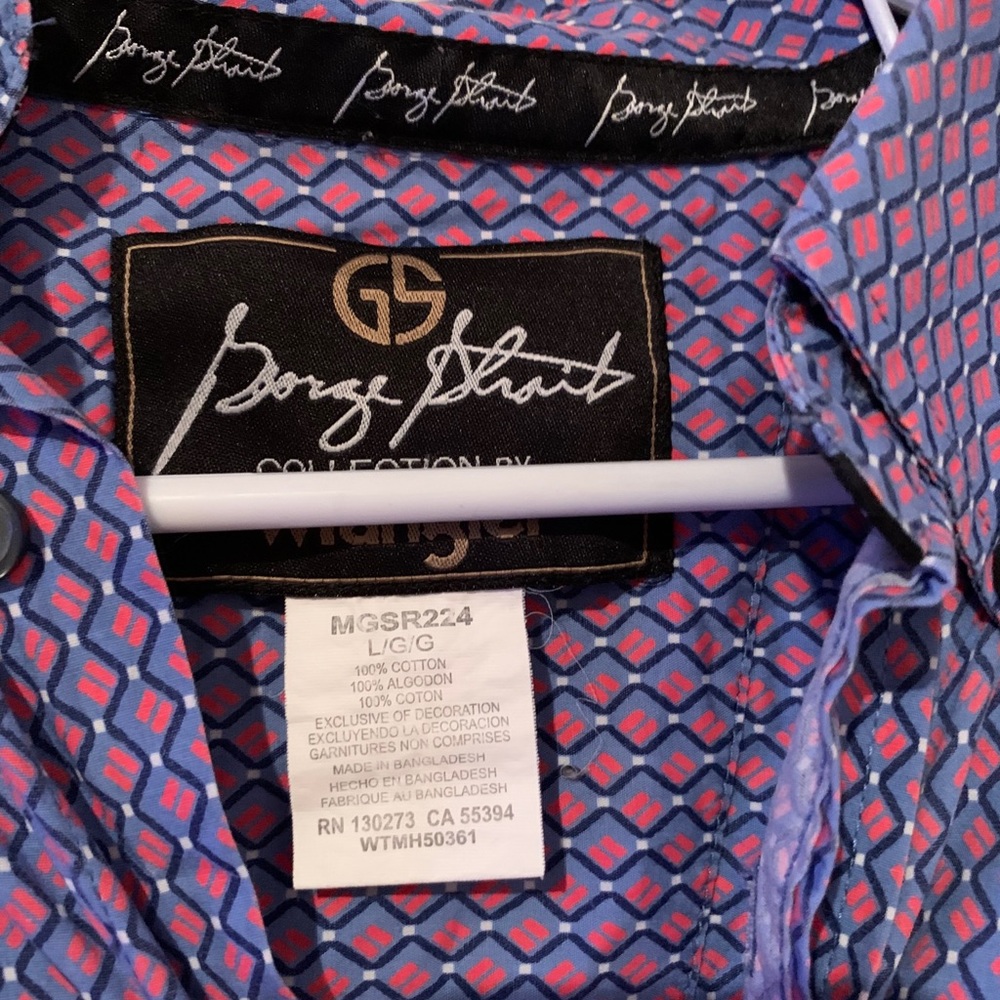 George Strait George Strait George Strait
GS
George Strait
COLLECTION BY
Wrangler
MGSR224
L/G/G
100% COTTON
100% ALGODON
100% COTON
EXCLUSIVE OF DECORATION
EXCLUYENDO LA DECORACION
GARNITURES NON COMPRISES
MADE IN BANGLADESH
HECHO EN BANGLADESH
FABRIQUE AU BANGLADESH
RN 130273 CA 55394
WTMH50361